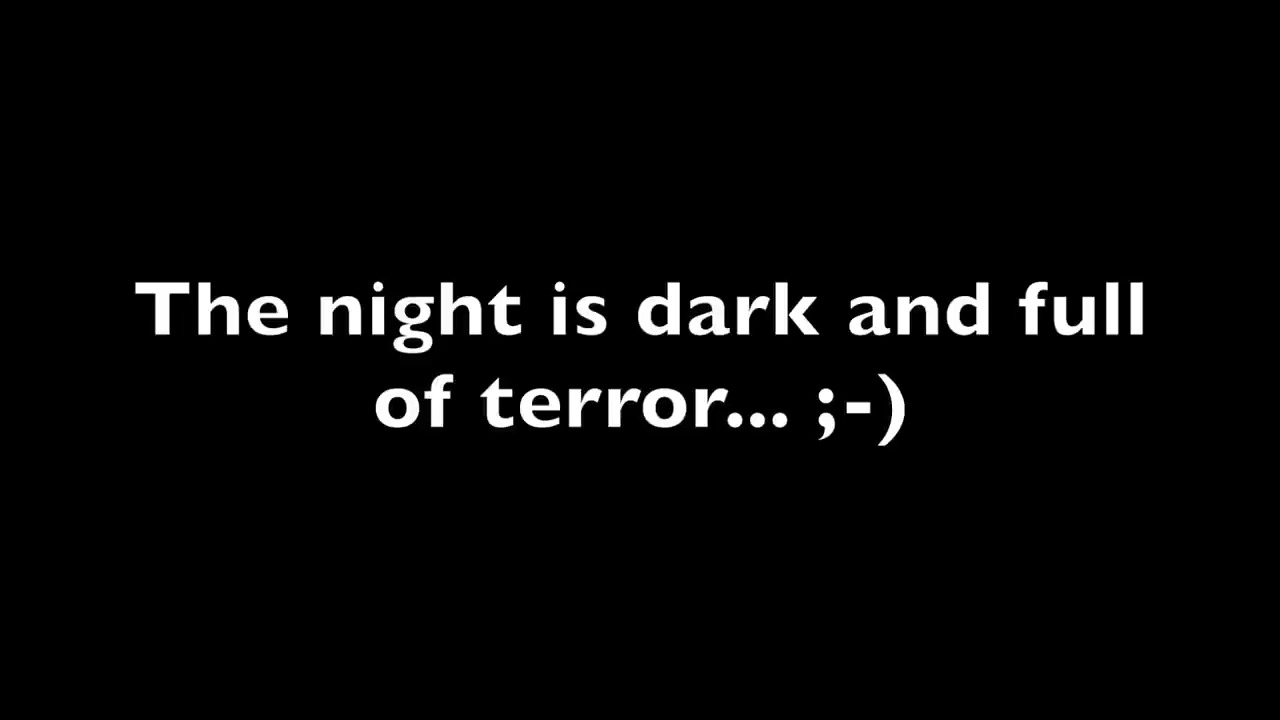 The night is dark and full
of terror... ;-)